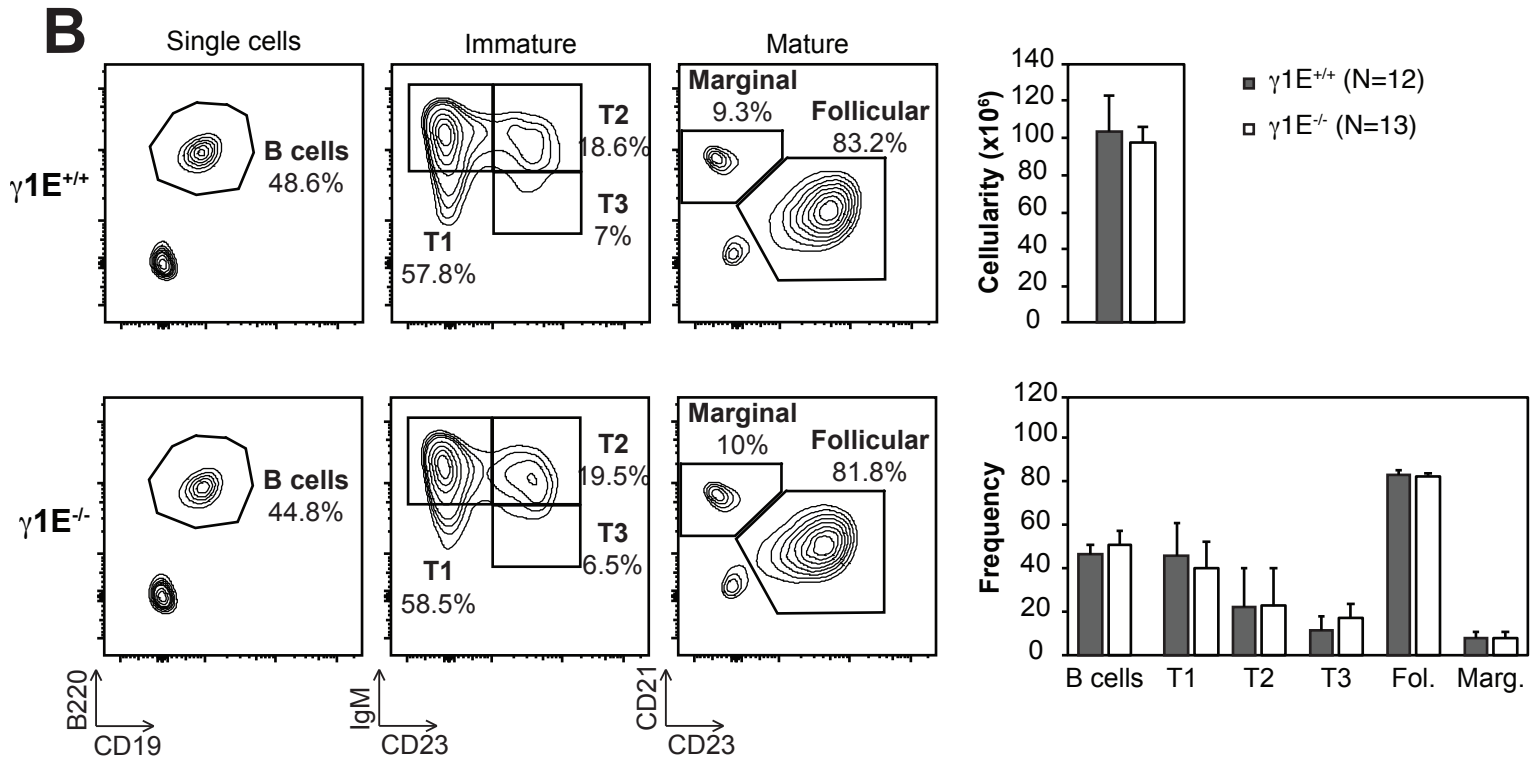 B
Single cells
Immature
Mature
γ1E+/+
B cells
48.6%
T2
18.6%
T3
7%
T1
57.8%
Marginal
9.3%
Follicular
83.2%
Cellularity (x10⁶)
140
120
100
80
60
40
20
0
γ1E+/+ (N=12)
γ1E-/- (N=13)
γ1E-/-
B cells
44.8%
T2
19.5%
T3
6.5%
T1
58.5%
Marginal
10%
Follicular
81.8%
B220
CD19
IgM
CD23
CD21
CD23
Frequency
120
100
80
60
40
20
0
B cells T1 T2 T3 Fol. Marg.